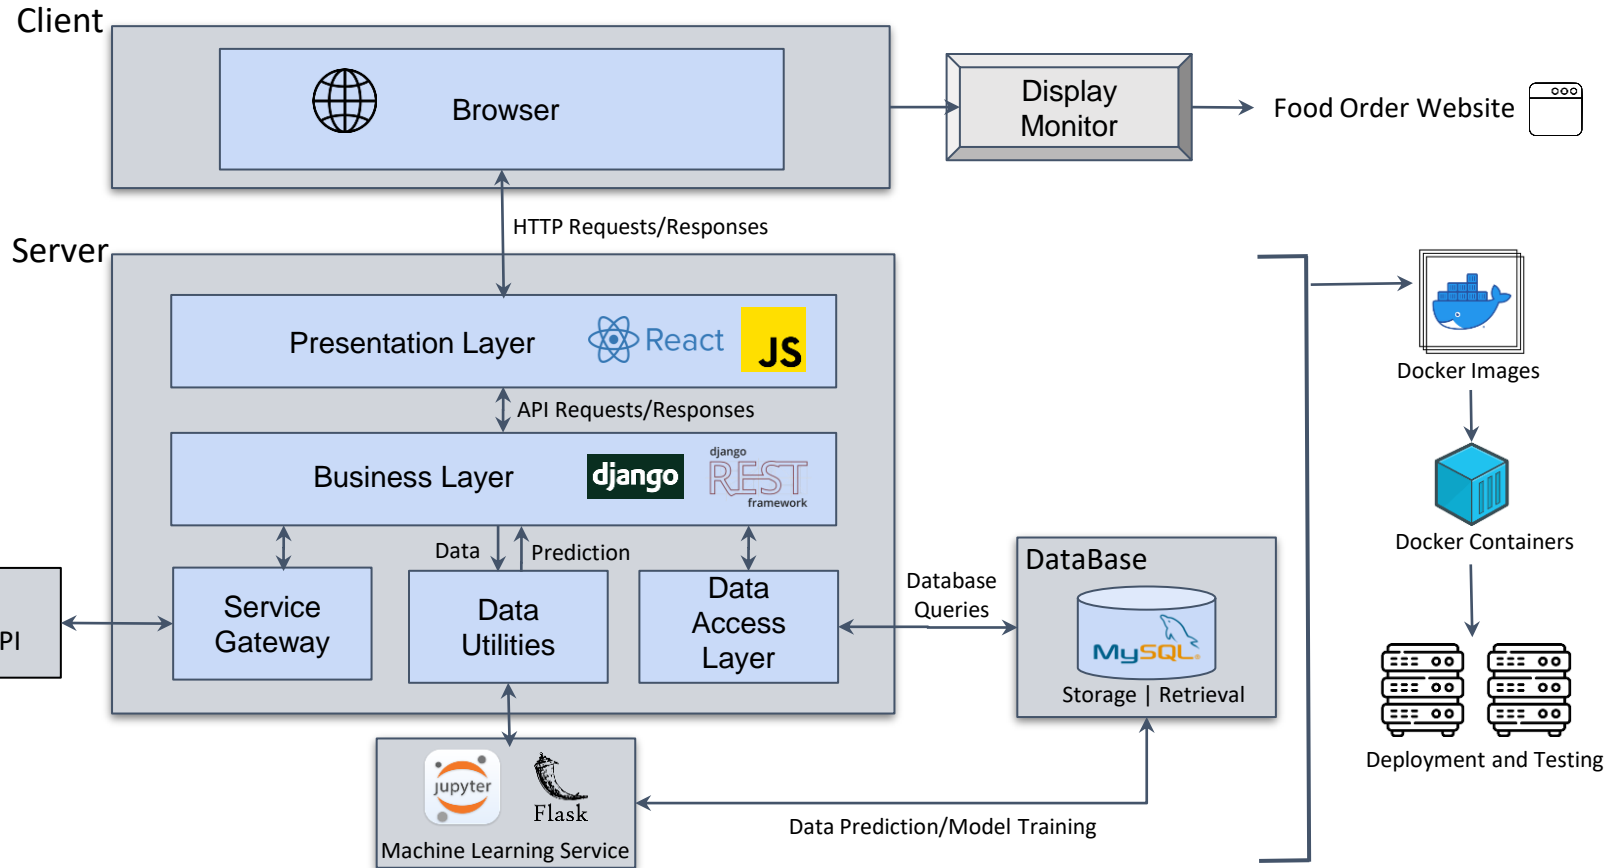 Client
Browser
Display
Monitor
Food Order Website
HTTP Requests/Responses
Server
Presentation Layer
React
JS
Docker Images
API Requests/Responses
Business Layer
django
django
REST
framework
Docker Containers
Data
Prediction
Service
Gateway
Data
Utilities
Data
Access
Layer
Database
Queries
DataBase
MySQL
Storage | Retrieval
PI
Deployment and Testing
jupyter
Flask
Machine Learning Service
Data Prediction/Model Training